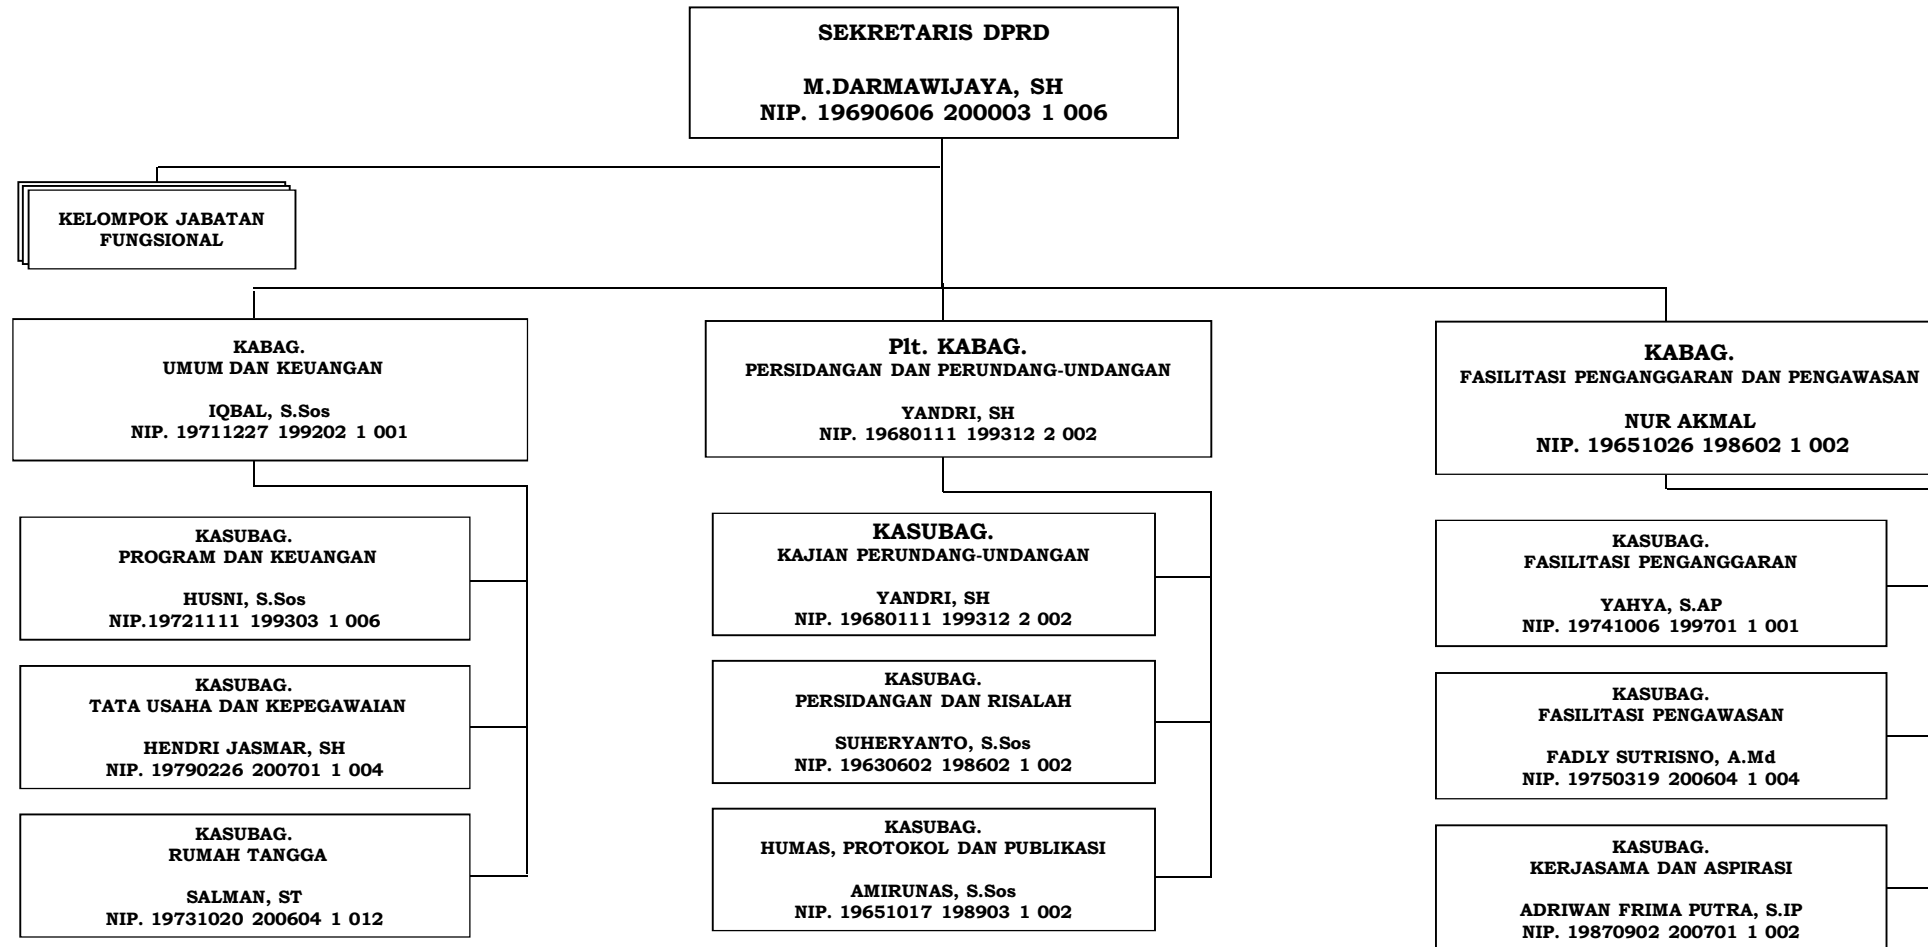 SEKRETARIS DPRD
M.DARMAWIJAYA, SH
NIP. 19690606 200003 1 006
KELOMPOK JABATAN
FUNGSIONAL
KABAG.
UMUM DAN KEUANGAN
IQBAL, S.Sos
NIP. 19711227 199202 1 001
Plt. KABAG.
PERSIDANGAN DAN PERUNDANG-UNDANGAN
YANDRI, SH
NIP. 19680111 199312 2 002
KABAG.
FASILITASI PENGANGGARAN DAN PENGAWASAN
NUR AKMAL
NIP. 19651026 198602 1 002
KASUBAG.
PROGRAM DAN KEUANGAN
HUSNI, S.Sos
NIP.19721111 199303 1 006
KASUBAG.
TATA USAHA DAN KEPEGAWAIAN
HENDRI JASMAR, SH
NIP. 19790226 200701 1 004
KASUBAG.
RUMAH TANGGA
SALMAN, ST
NIP. 19731020 200604 1 012
KASUBAG.
KAJIAN PERUNDANG-UNDANGAN
YANDRI, SH
NIP. 19680111 199312 2 002
KASUBAG.
PERSIDANGAN DAN RISALAH
SUHERYANTO, S.Sos
NIP. 19630602 198602 1 002
KASUBAG.
HUMAS, PROTOKOL DAN PUBLIKASI
AMIRUNAS, S.Sos
NIP. 19651017 198903 1 002
KASUBAG.
FASILITASI PENGANGGARAN
YAHYA, S.AP
NIP. 19741006 199701 1 001
KASUBAG.
FASILITASI PENGAWASAN
FADLY SUTRISNO, A.Md
NIP. 19750319 200604 1 004
KASUBAG.
KERJASAMA DAN ASPIRASI
ADRIWAN FRIMA PUTRA, S.IP
NIP. 19870902 200701 1 002